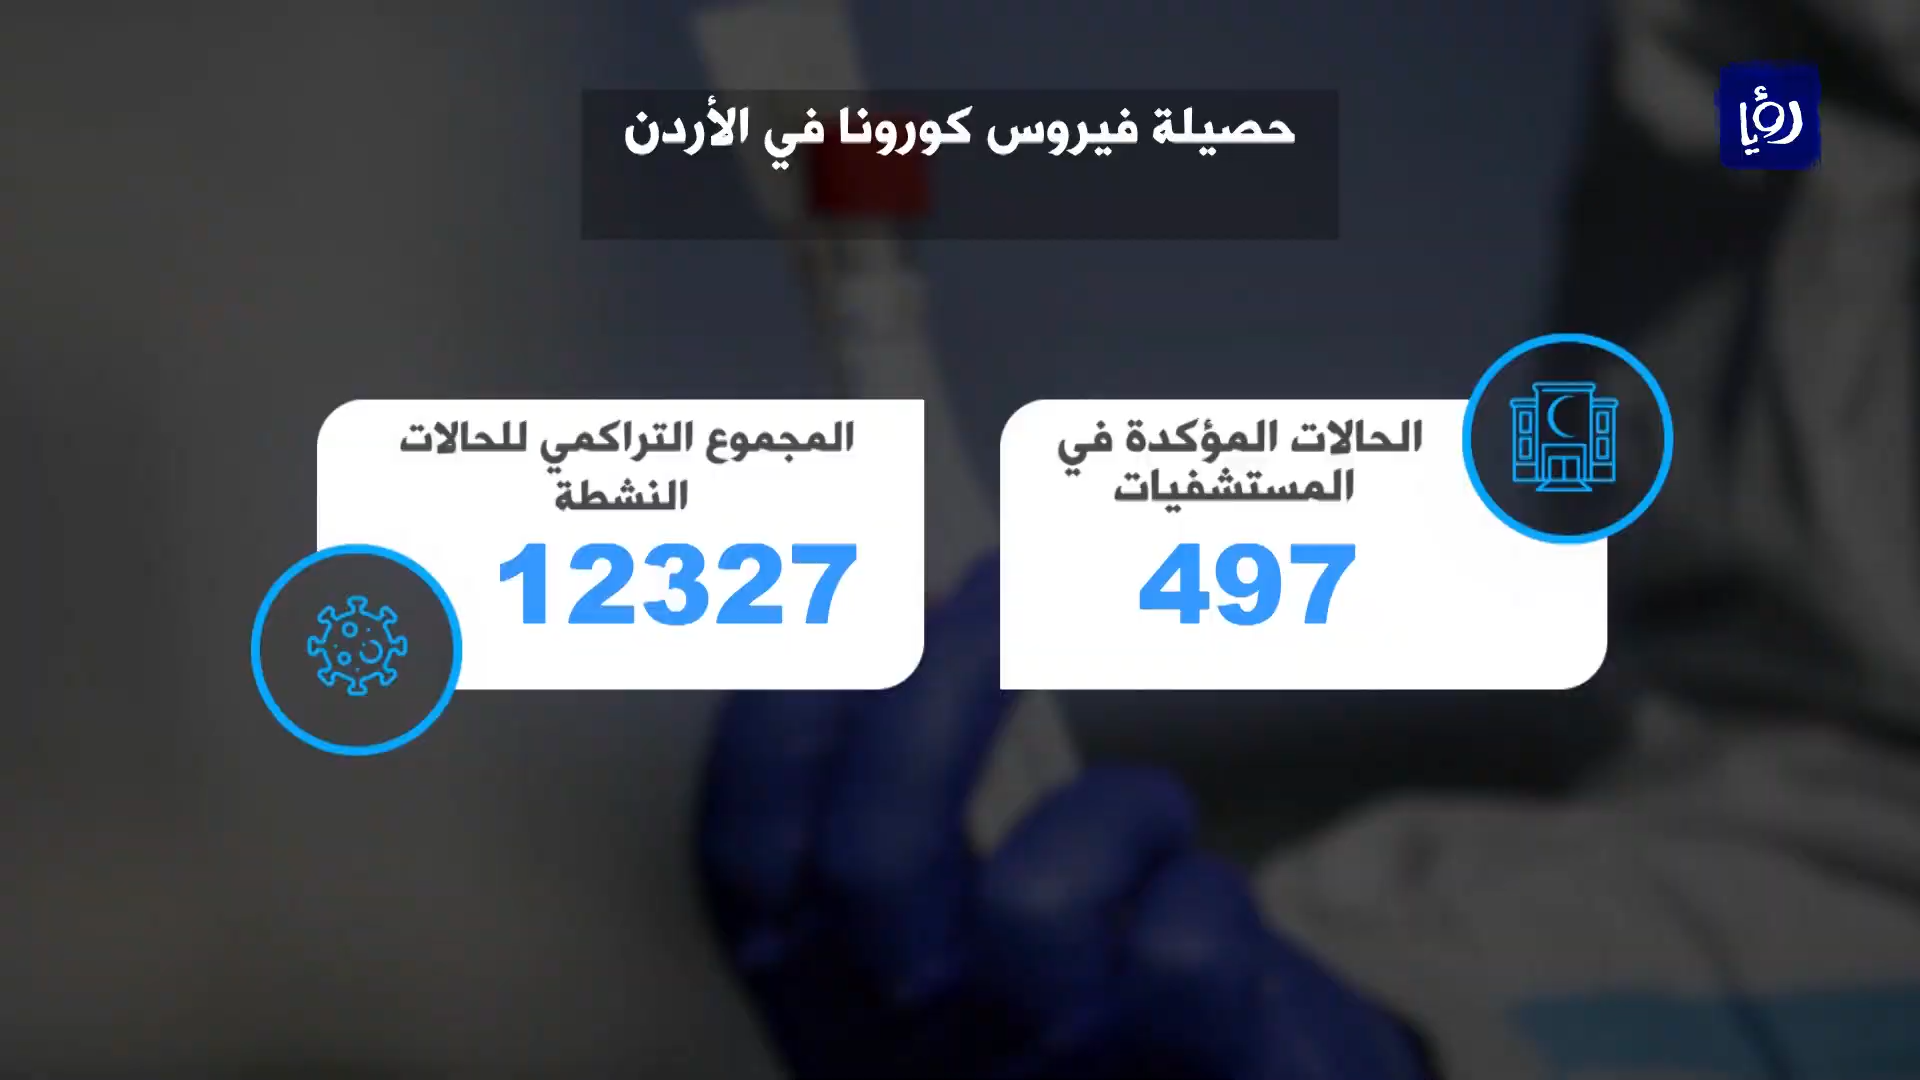 حصيلة فيروس كورونا في الأردن
رؤيا
الحالات المؤكدة في
المستشفيات
497
المجموع التراكمي للحالات
النشطة
12327